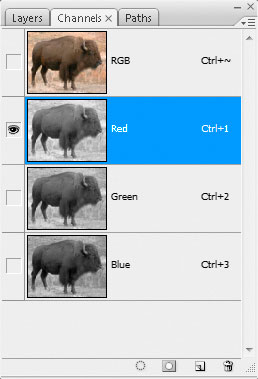 Layers Channels × Paths
RGB Ctrl+~
Red Ctrl+1
Green Ctrl+2
Blue Ctrl+3